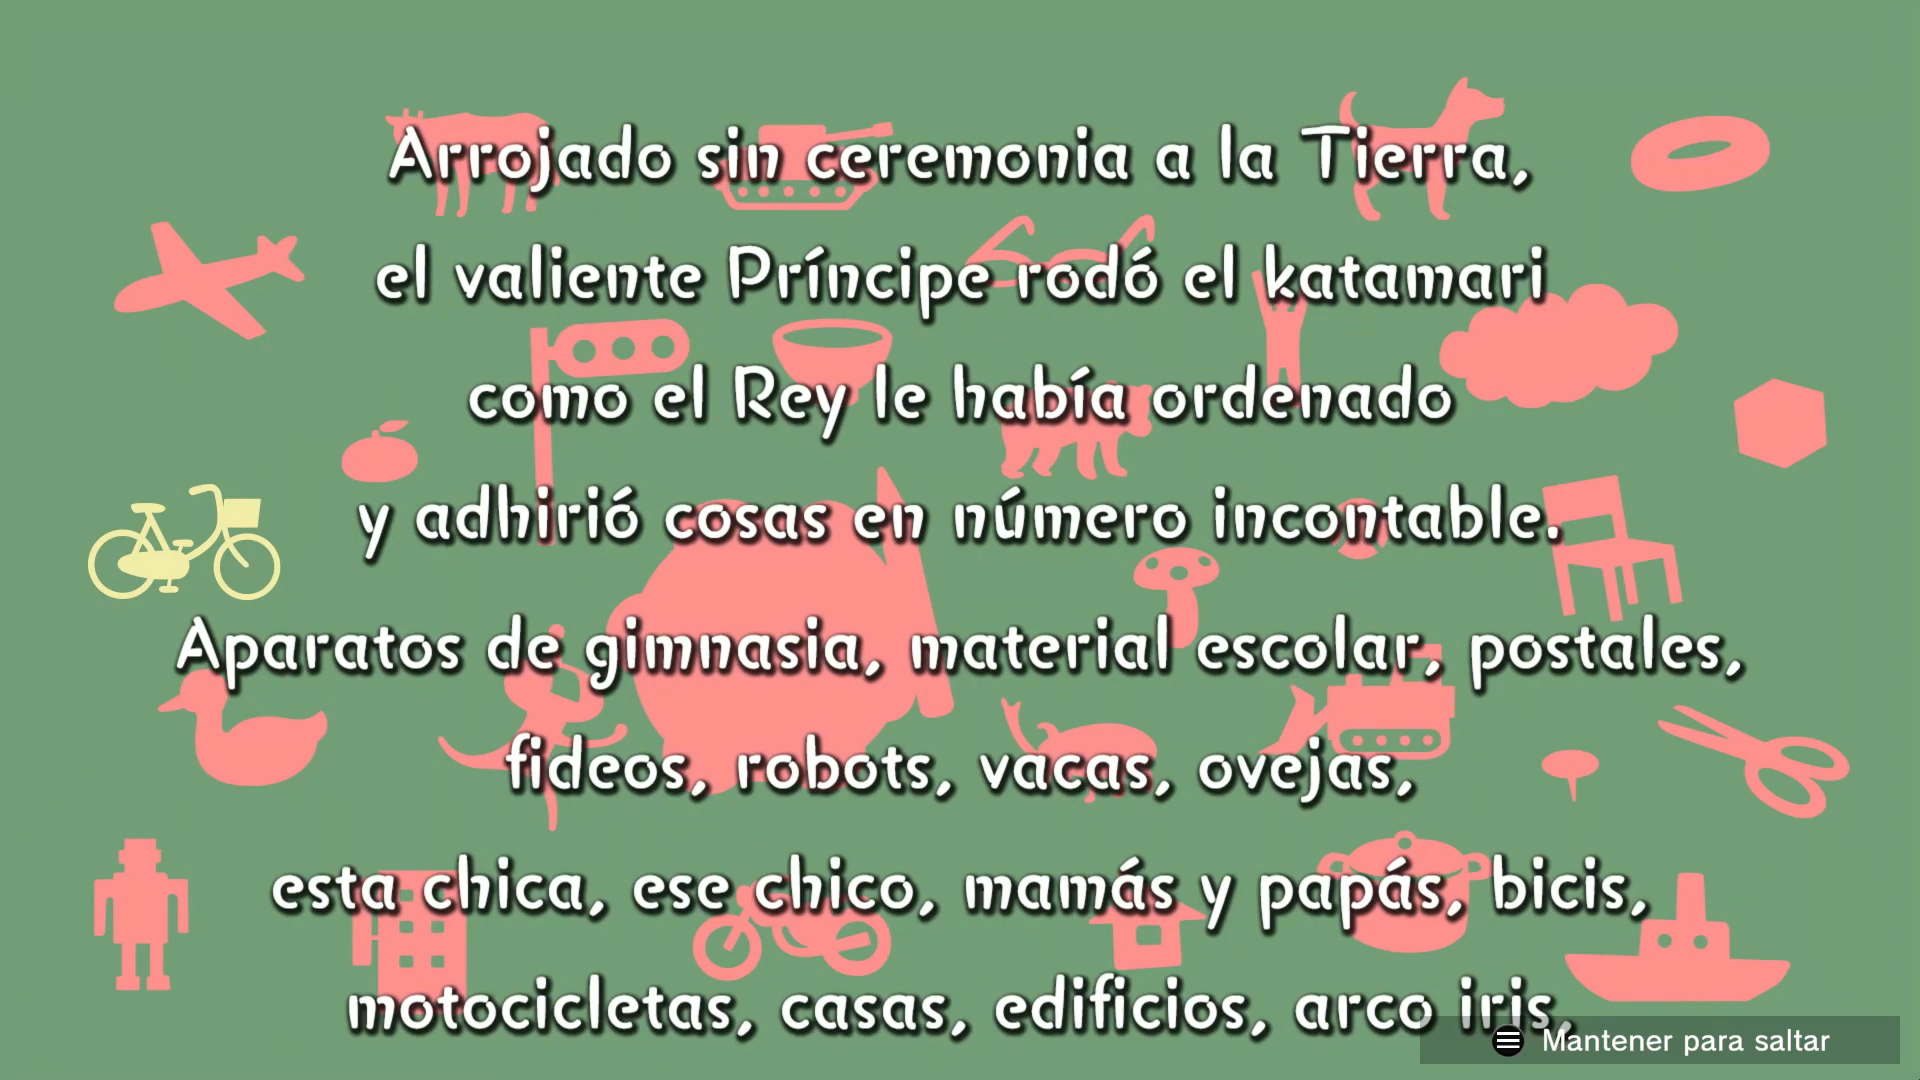 Arrojado sin ceremonia a la Tierra,
el valiente Príncipe rodó el katamari
como el Rey le había ordenado
y adhirió cosas en número incontable.
Aparatos de gimnasia, material escolar, postales,
fideos, robots, vacas, ovejas,
esta chica, ese chico, mamás y papás, bicis,
motocicletas, casas, edificios, arco iris,
Mantener para saltar